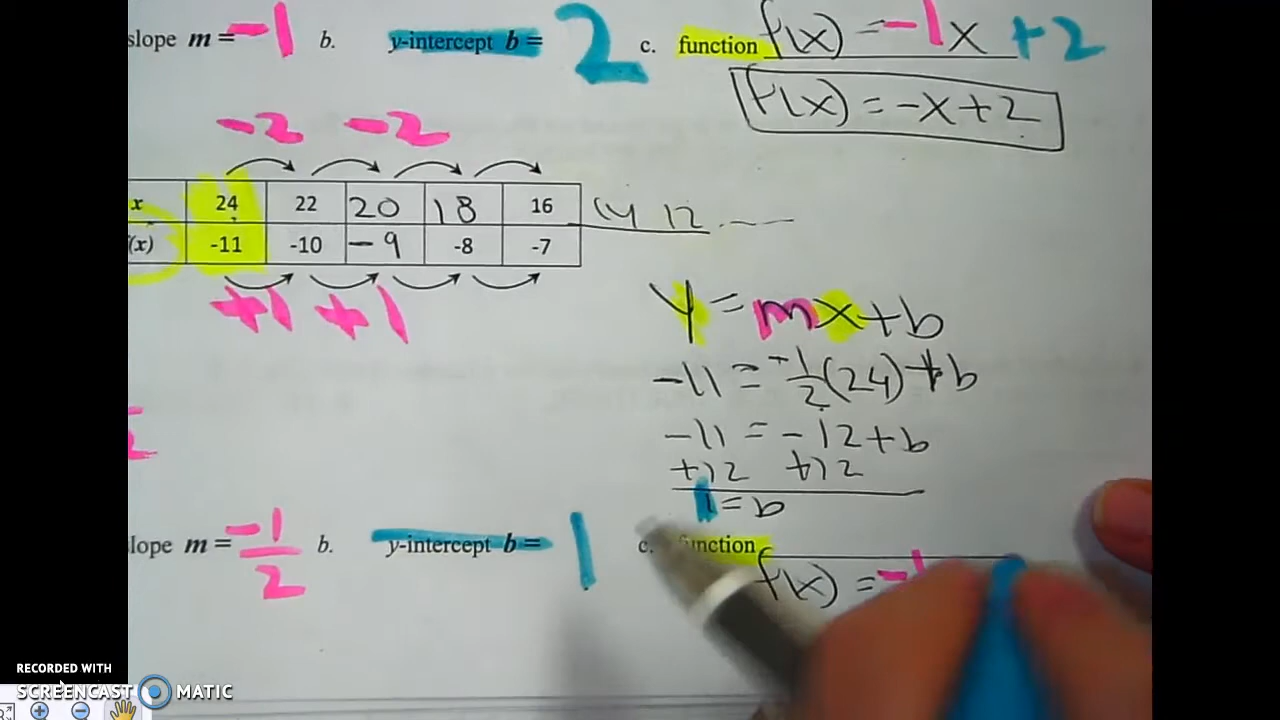 slope m = -1 b. y-intercept b = 2 c. function f(x) = -1x + 2
f(x) = -x + 2
-2 -2
x 24 22 20 18 16 14 12 -----
(x) -11 -10 -9 -8 -7
+1 +1
y = mx + b
-11 = -1/2 (24) + b
-11 = -12 + b
+12 +12
1 = b
slope m = -1/2 b. y-intercept b = 1 c. function
f(x) = -1
RECORDED WITH
SCREENCAST MATIC